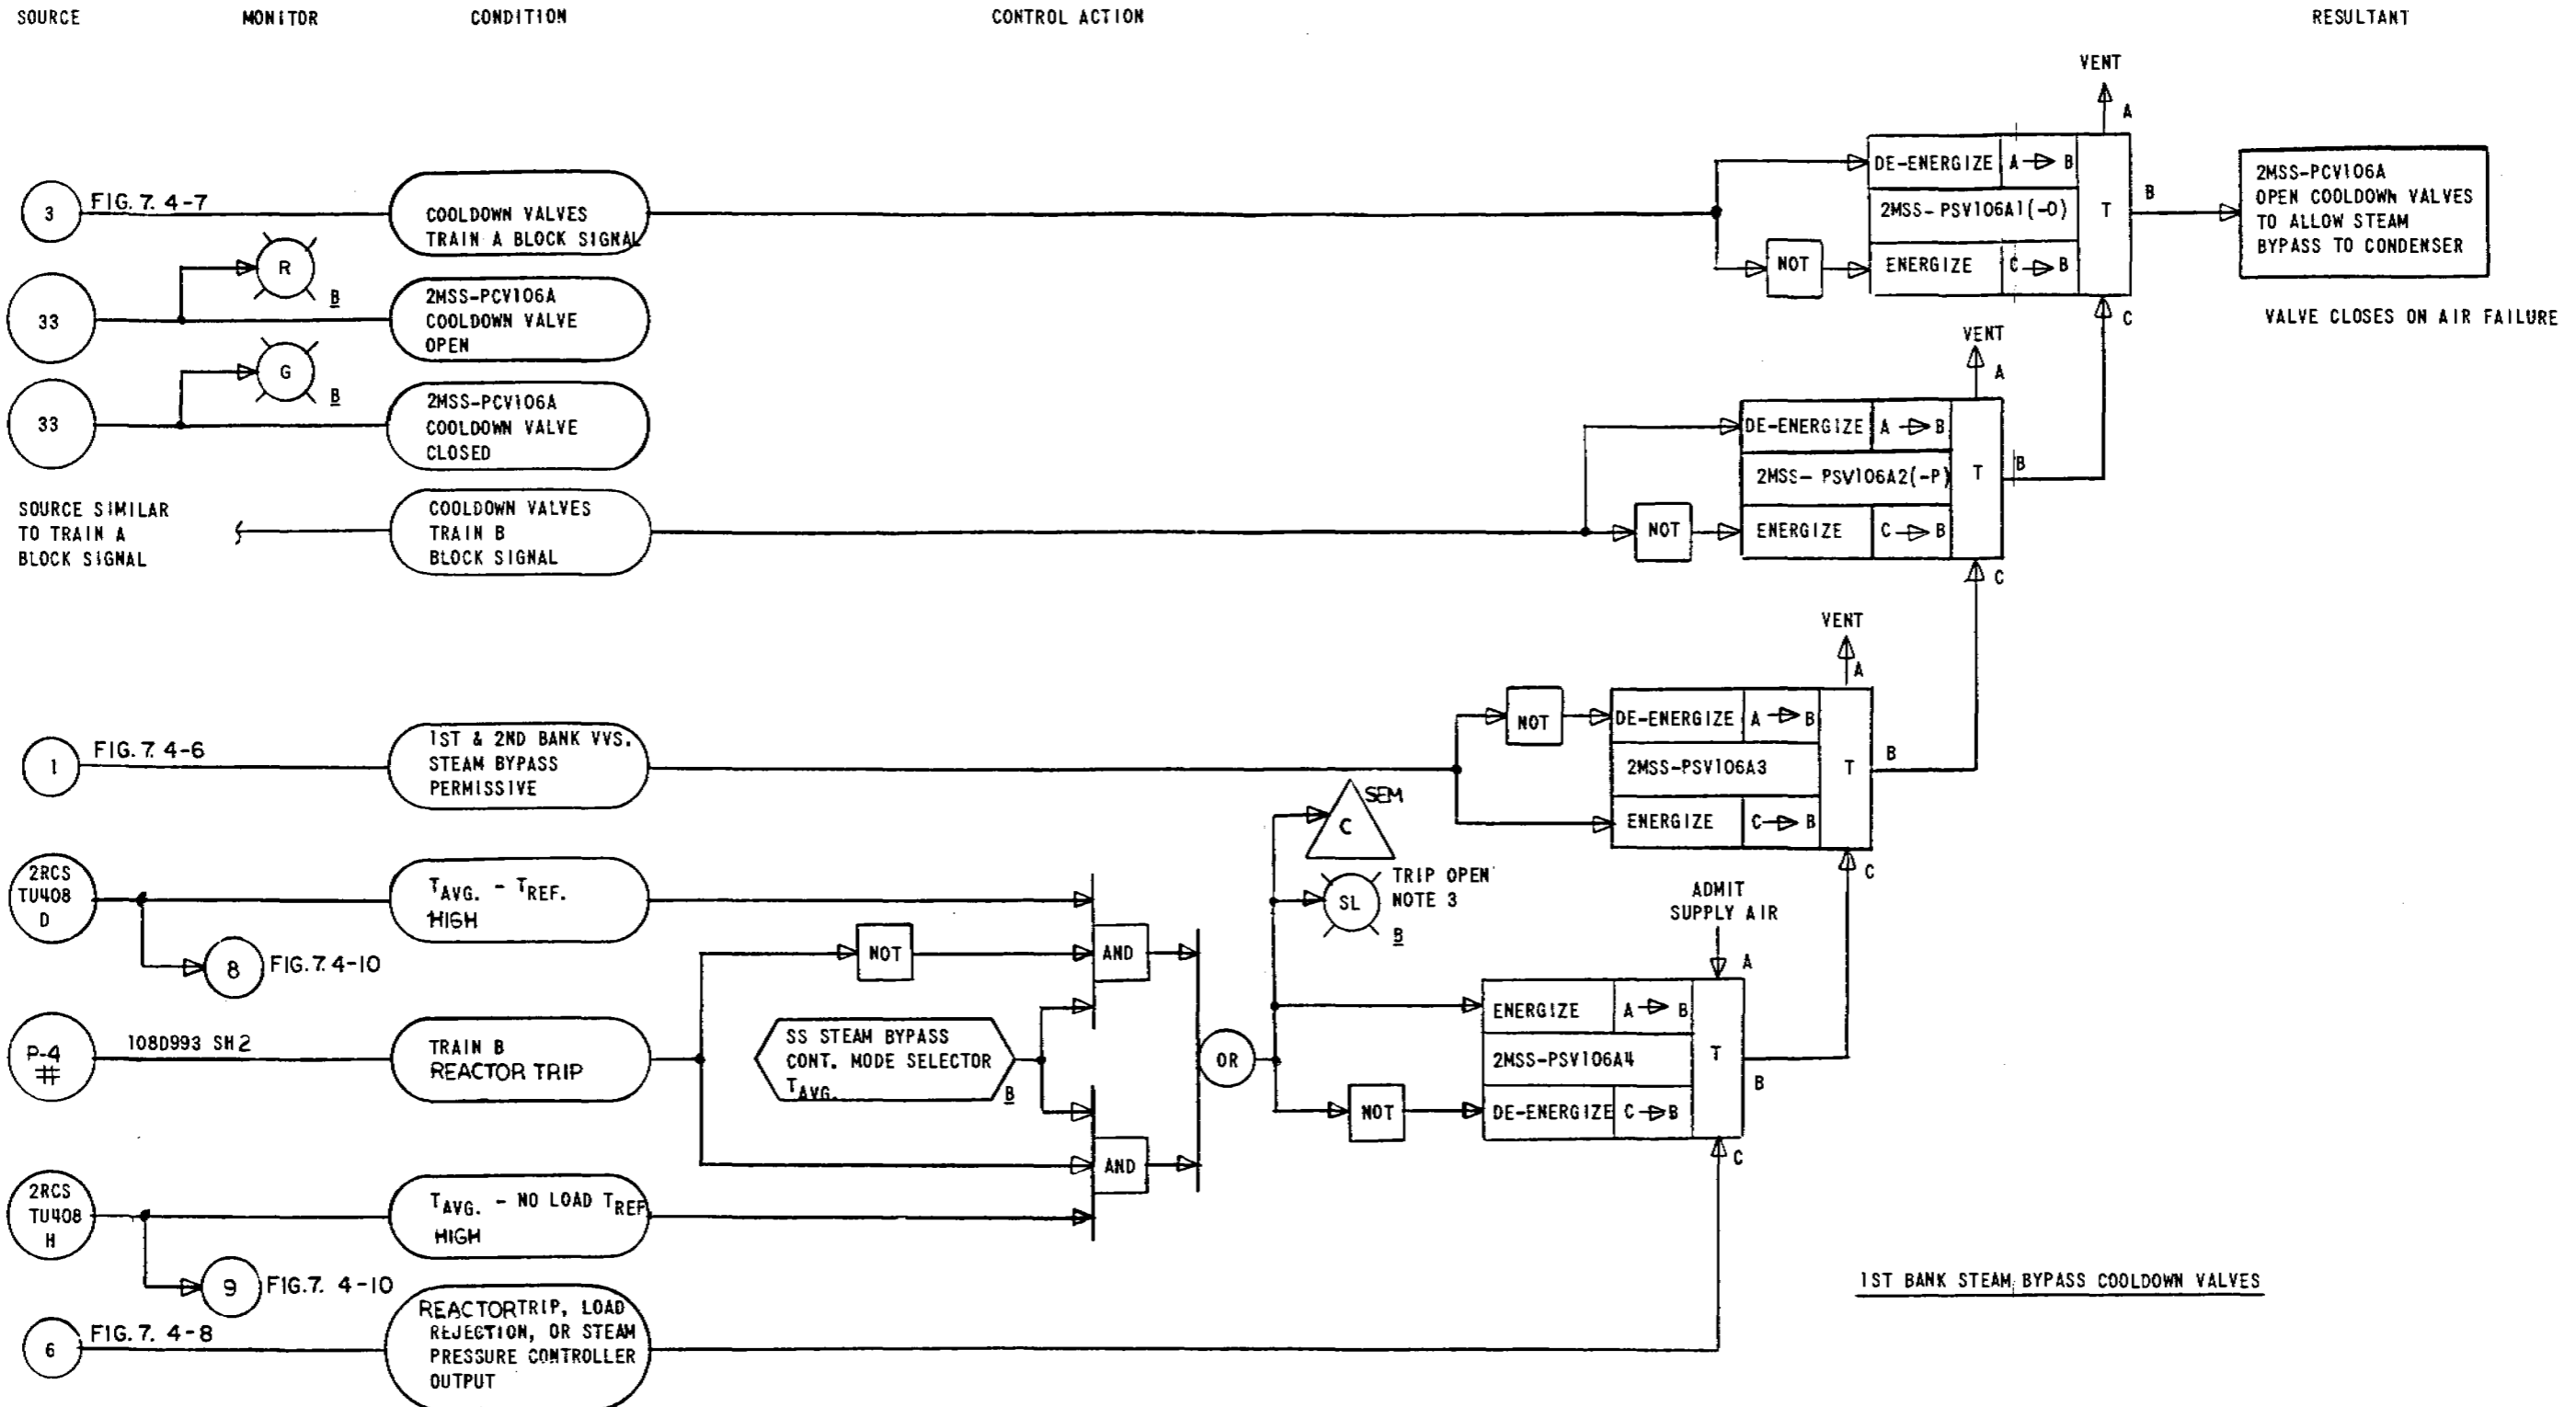 SOURCE MONITOR CONDITION CONTROL ACTION RESULTANT
VENT
A
DE-ENERGIZE A B
2MSS-PSV106A1(-O) T
B
NOT
ENERGIZE C B
C
2MSS-PCV106A
OPEN COOLDOWN VALVES
TO ALLOW STEAM
BYPASS TO CONDENSER
VALVE CLOSES ON AIR FAILURE
3 FIG. 7. 4-7
COOLDOWN VALVES
TRAIN A BLOCK SIGNAL
R
B
33
2MSS-PCV106A
COOLDOWN VALVE
OPEN
G
B
33
2MSS-PCV106A
COOLDOWN VALVE
CLOSED
VENT
A
DE-ENERGIZE A B
2MSS- PSV106A2(-P) T
B
NOT
ENERGIZE C B
C
SOURCE SIMILAR
TO TRAIN A
BLOCK SIGNAL
COOLDOWN VALVES
TRAIN B
BLOCK SIGNAL
VENT
A
NOT
DE-ENERGIZE A B
2MSS-PSV106A3 T
B
ENERGIZE C B
C
1 FIG. 7. 4-6
1ST & 2ND BANK VVS.
STEAM BYPASS
PERMISSIVE
SEM
C
TRIP OPEN
NOTE 3
SL
B
2RCS
TU408
D
TAVG. - TREF.
HIGH
8 FIG. 7. 4-10
NOT
AND
ADMIT
SUPPLY AIR
A
ENERGIZE A B
2MSS-PSV106A4 T
B
NOT
DE-ENERGIZE C B
C
P-4
#
108D993 SH2
TRAIN B
REACTOR TRIP
SS STEAM BYPASS
CONT. MODE SELECTOR
TAVG.
B
OR
AND
2RCS
TU408
H
TAVG. - NO LOAD TREF
HIGH
9 FIG. 7. 4-10
6 FIG. 7. 4-8
REACTOR TRIP, LOAD
REJECTION, OR STEAM
PRESSURE CONTROLLER
OUTPUT
1ST BANK STEAM BYPASS COOLDOWN VALVES